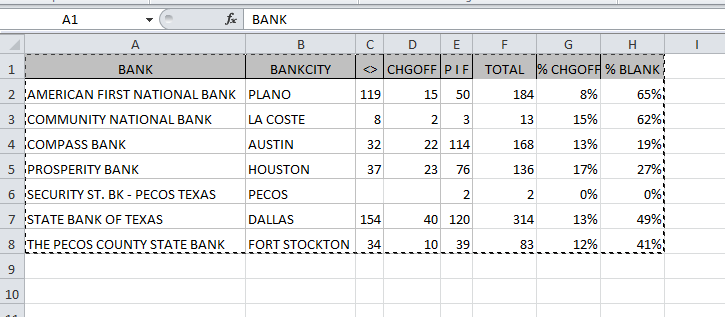 A1 fx BANK
A B C D E F G H I
1 BANK BANKCITY <> CHGOFF P I F TOTAL % CHGOFF % BLANK
2 AMERICAN FIRST NATIONAL BANK PLANO 119 15 50 184 8% 65%
3 COMMUNITY NATIONAL BANK LA COSTE 8 2 3 13 15% 62%
4 COMPASS BANK AUSTIN 32 22 114 168 13% 19%
5 PROSPERITY BANK HOUSTON 37 23 76 136 17% 27%
6 SECURITY ST. BK - PECOS TEXAS PECOS 2 2 0% 0%
7 STATE BANK OF TEXAS DALLAS 154 40 120 314 13% 49%
8 THE PECOS COUNTY STATE BANK FORT STOCKTON 34 10 39 83 12% 41%
9
10